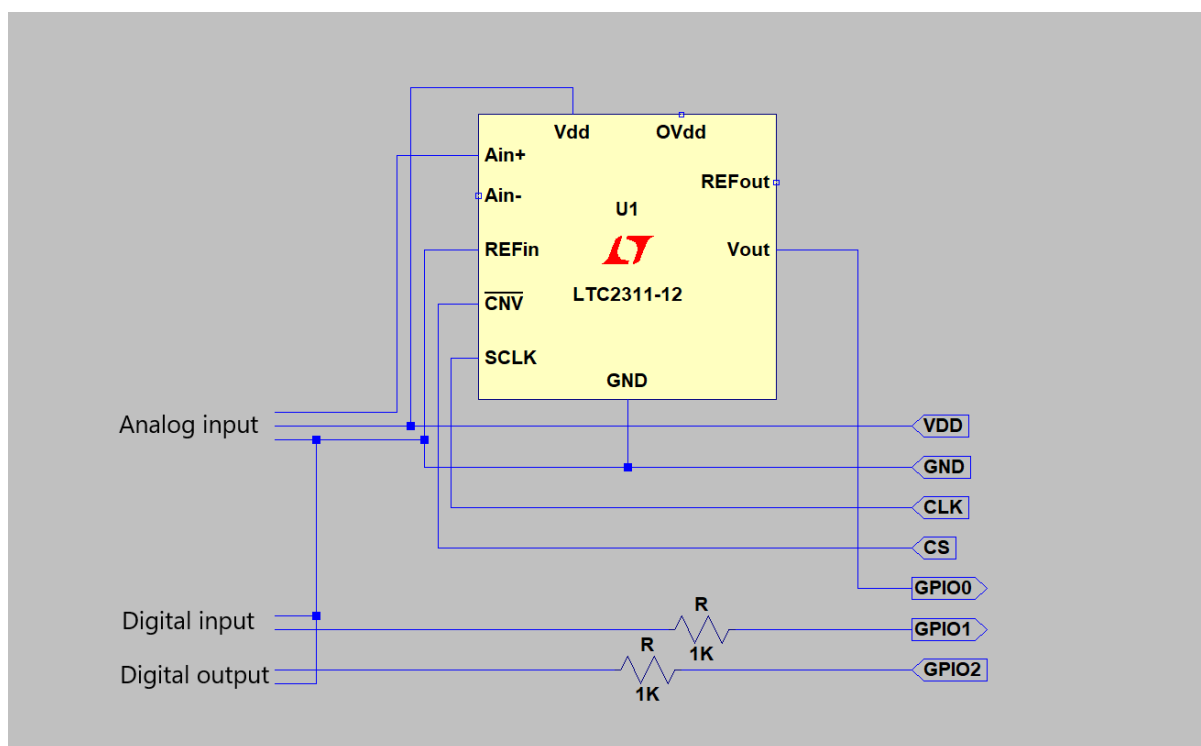 Vdd OVdd
Ain+
REFout
Ain-
U1
REFin Vout
LTC2311-12
CNV
SCLK
GND
Analog input
VDD
GND
CLK
CS
GPIO0
R
Digital input
GPIO1
R 1K
Digital output
GPIO2
1K